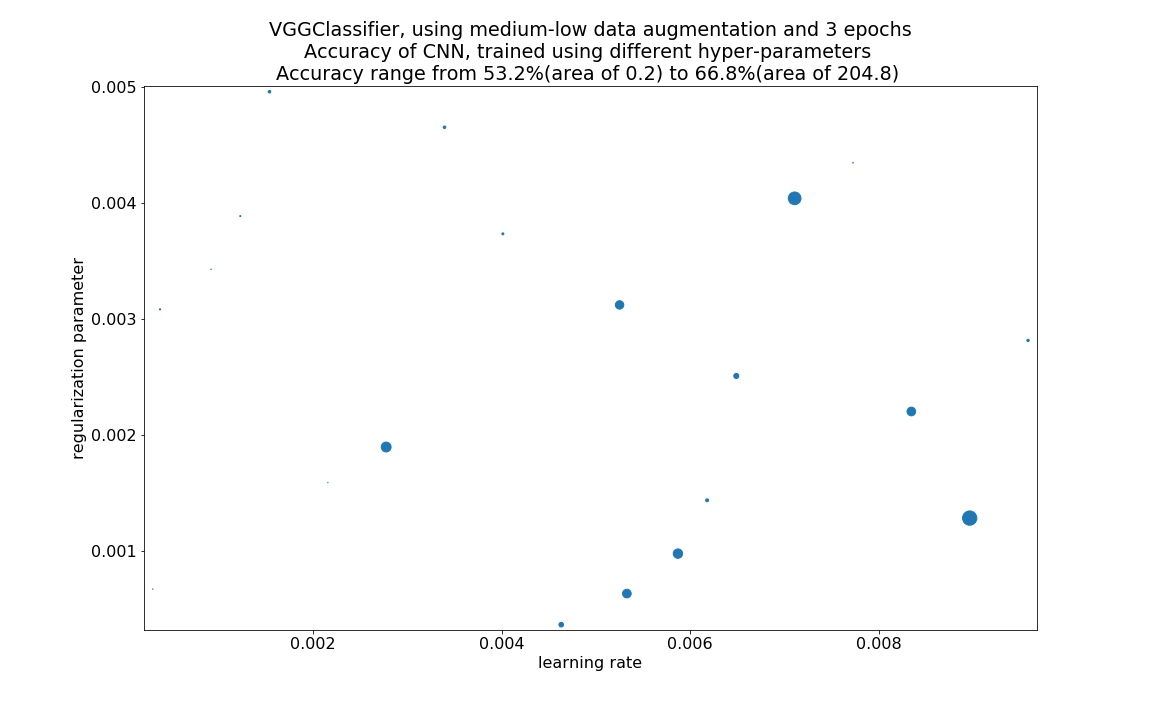 VGGClassifier, using medium-low data augmentation and 3 epochs
Accuracy of CNN, trained using different hyper-parameters
Accuracy range from 53.2%(area of 0.2) to 66.8%(area of 204.8)
0.005
0.004
0.003
0.002
0.001
regularization parameter
0.002
0.004
0.006
0.008
learning rate